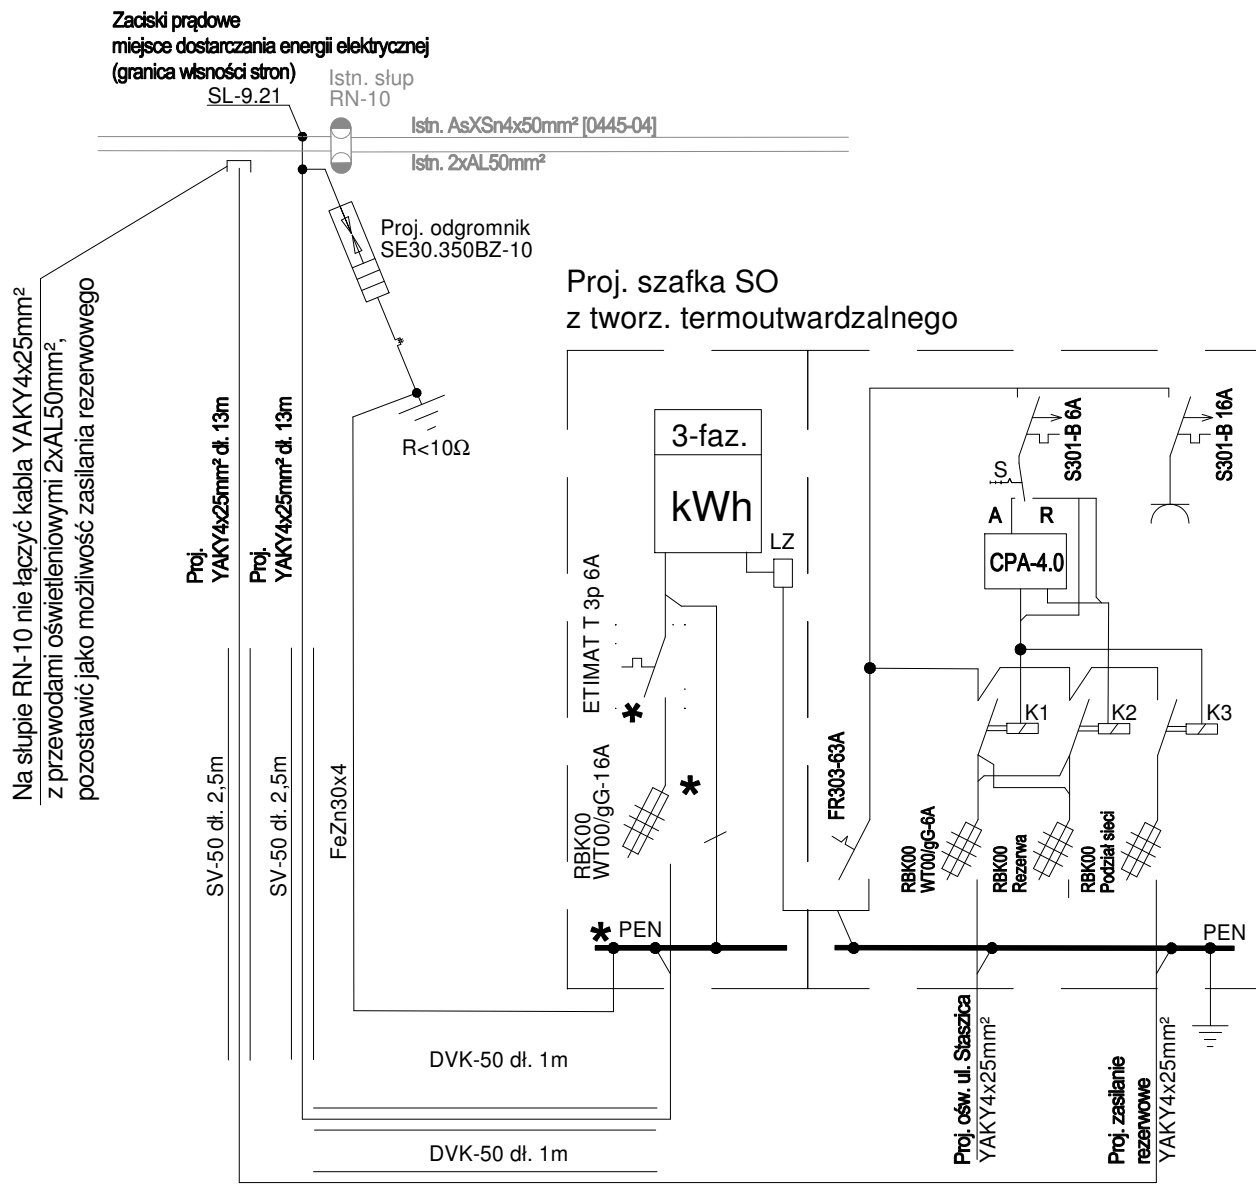 Zaciski prądowe
miejsce dostarczania energii elektrycznej
(granica włsności stron)
SL-9.21
Istn. słup
RN-10
Istn. AsXSn4x50mm² [0445-04]
Istn. 2xAL50mm²
Proj. odgromnik
SE30.350BZ-10
R<10Ω
Na słupie RN-10 nie łączyć kabla YAKY4x25mm²
z przewodami oświetleniowymi 2xAL50mm²,
pozostawić jako możliwość zasilania rezerwowego
Proj.
YAKY4x25mm² dł. 13m
Proj.
YAKY4x25mm² dł. 13m
SV-50 dł. 2,5m
SV-50 dł. 2,5m
FeZn30x4
DVK-50 dł. 1m
DVK-50 dł. 1m
Proj. szafka SO
z tworz. termoutwardzalnego
3-faz.
kWh
LZ
ETIMAT T 3p 6A
*
RBK00
WT00/gG-16A
*
* PEN
FR303-63A
S301-B 6A
S301-B 16A
S
A R
CPA-4.0
K1
K2
K3
RBK00
WT00/gG-6A
RBK00
Rezerwa
RBK00
Podział sieci
PEN
Proj. ośw. ul. Staszica
YAKY4x25mm²
Proj. zasilanie
rezerwowe
YAKY4x25mm²